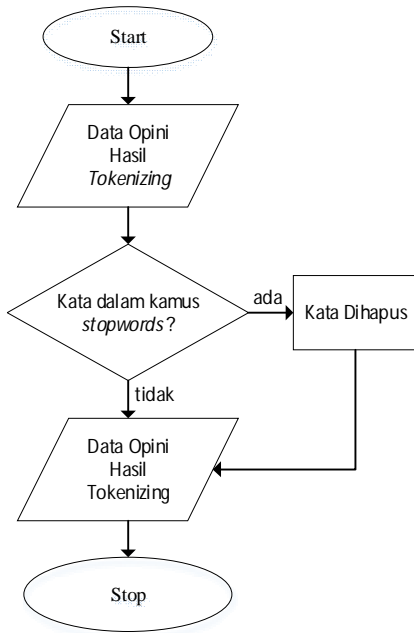 Start
Data Opini
Hasil
Tokenizing
Kata dalam kamus
stopwords?
ada
Kata Dihapus
tidak
Data Opini
Hasil
Tokenizing
Stop